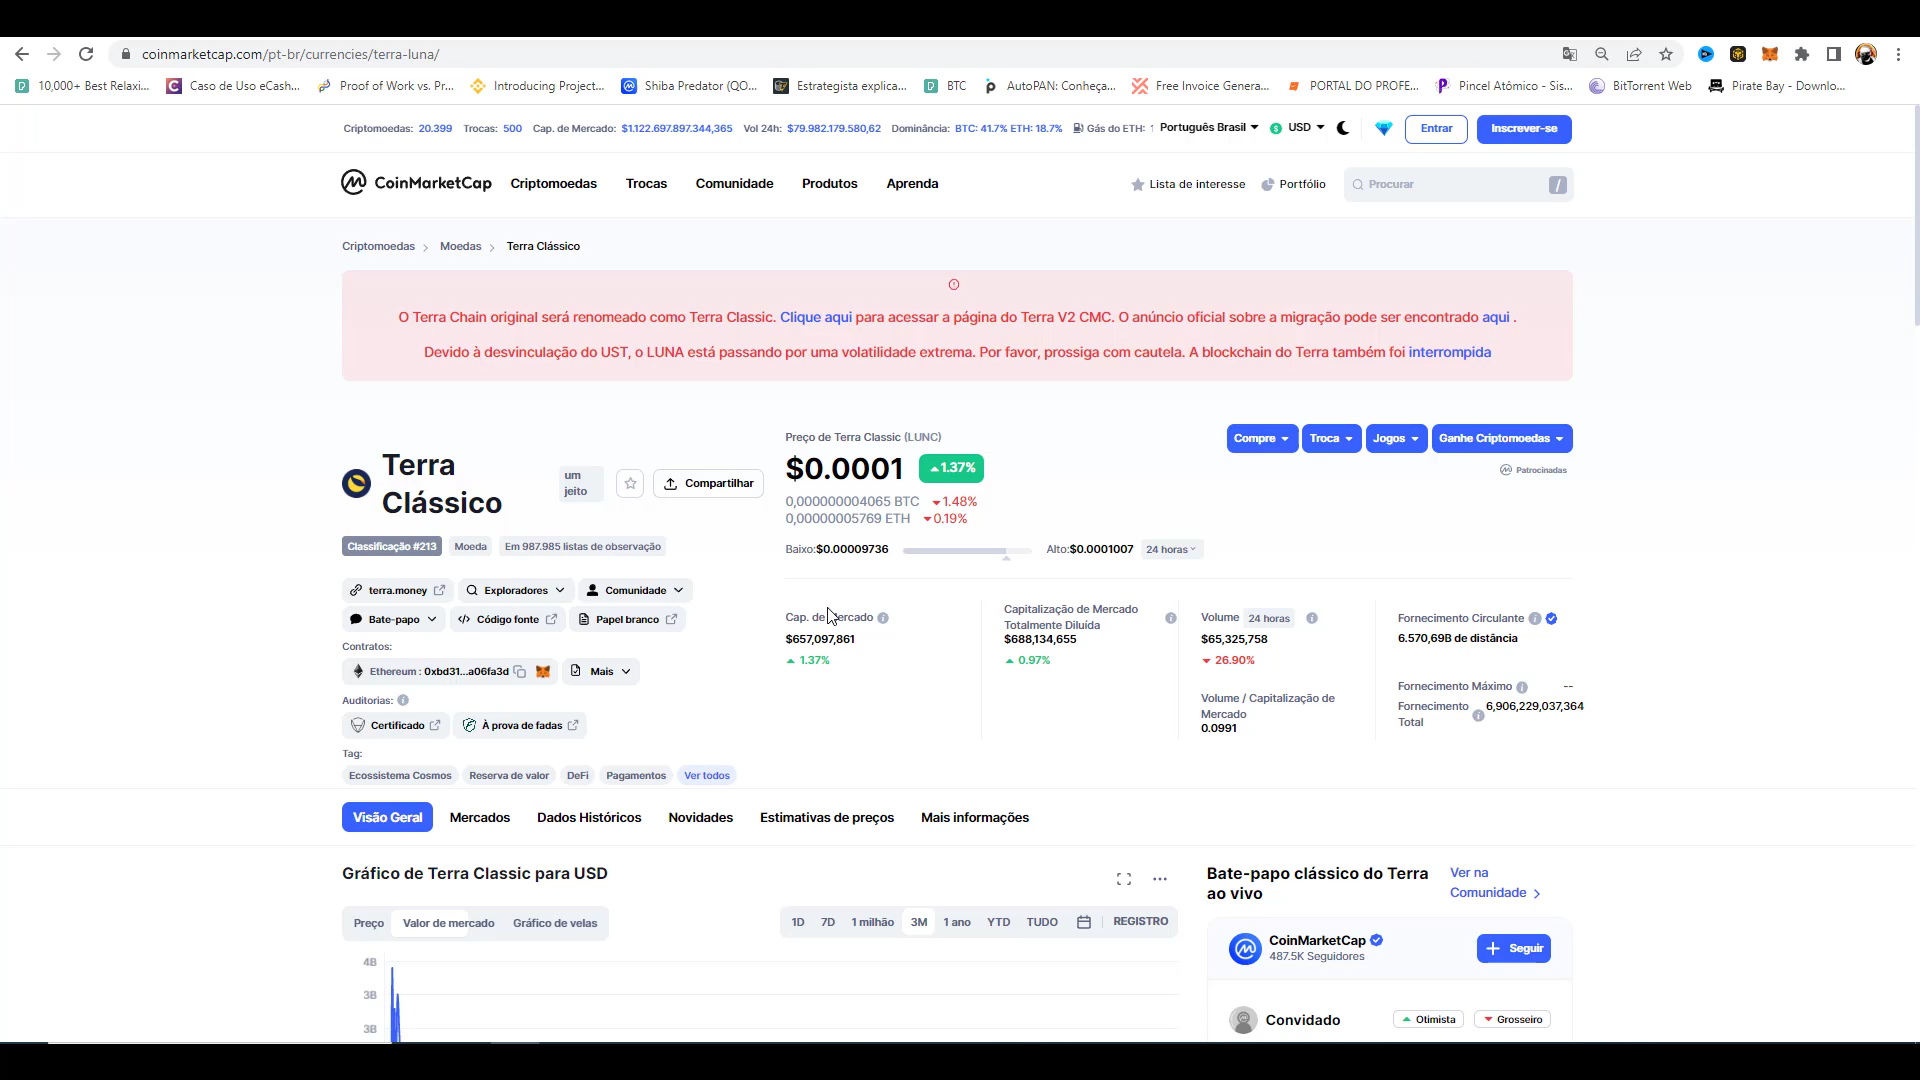 coinmarketcap.com/pt-br/currencies/terra-luna/
10,000+ Best Relaxi... Caso de Uso eCash... Proof of Work vs. Pr... Introducing Project... Shiba Predator (QO... Estrategista explica... BTC AutoPAN: Conheça... Free Invoice Genera... PORTAL DO PROFE... Pincel Atômico - Sis... BitTorrent Web Pirate Bay - Downlo...
Criptomoedas: 20.399 Trocas: 500 Cap. de Mercado: $1.122.697.897.344,365 Vol 24h: $79.982.179.580,62 Dominância: BTC: 41.7% ETH: 18.7% Gás do ETH: Português Brasil USD Entrar Inscrever-se
CoinMarketCap Criptomoedas Trocas Comunidade Produtos Aprenda Lista de interesse Portfólio Procurar /
Criptomoedas > Moedas > Terra Clássico
O Terra Chain original será renomeado como Terra Classic. Clique aqui para acessar a página do Terra V2 CMC. O anúncio oficial sobre a migração pode ser encontrado aqui .
Devido à desvinculação do UST, o LUNA está passando por uma volatilidade extrema. Por favor, prossiga com cautela. A blockchain do Terra também foi interrompida
Terra
Clássico
um
jeito
Compartilhar
Classificação #213 Moeda Em 987.985 listas de observação
terra.money Exploradores Comunidade
Bate-papo Código fonte Papel branco
Contratos:
Ethereum : 0xbd31...a06fa3d Mais
Auditorias:
Certificado À prova de fadas
Tag:
Ecossistema Cosmos Reserva de valor DeFi Pagamentos Ver todos
Preço de Terra Classic (LUNC)
$0.0001 1.37%
0,000000004065 BTC 1.48%
0,00000005769 ETH 0.19%
Baixo:$0.00009736 Alto:$0.0001007 24 horas
Compre Troca Jogos Ganhe Criptomoedas
Patrocinadas
Cap. de Mercado
$657,097,861
1.37%
Capitalização de Mercado
Totalmente Diluída
$688,134,655
0.97%
Volume 24 horas
$65,325,758
26.90%
Volume / Capitalização de
Mercado
0.0991
Fornecimento Circulante
6.570,69B de distância
Fornecimento Máximo --
Fornecimento
Total
6,906,229,037,364
Visão Geral Mercados Dados Históricos Novidades Estimativas de preços Mais informações
Gráfico de Terra Classic para USD
Preço Valor de mercado Gráfico de velas 1D 7D 1 milhão 3M 1 ano YTD TUDO REGISTRO
4B
3B
3B
Bate-papo clássico do Terra
ao vivo
Ver na
Comunidade >
CoinMarketCap
487.5K Seguidores
+ Seguir
Convidado Otimista Grosseiro